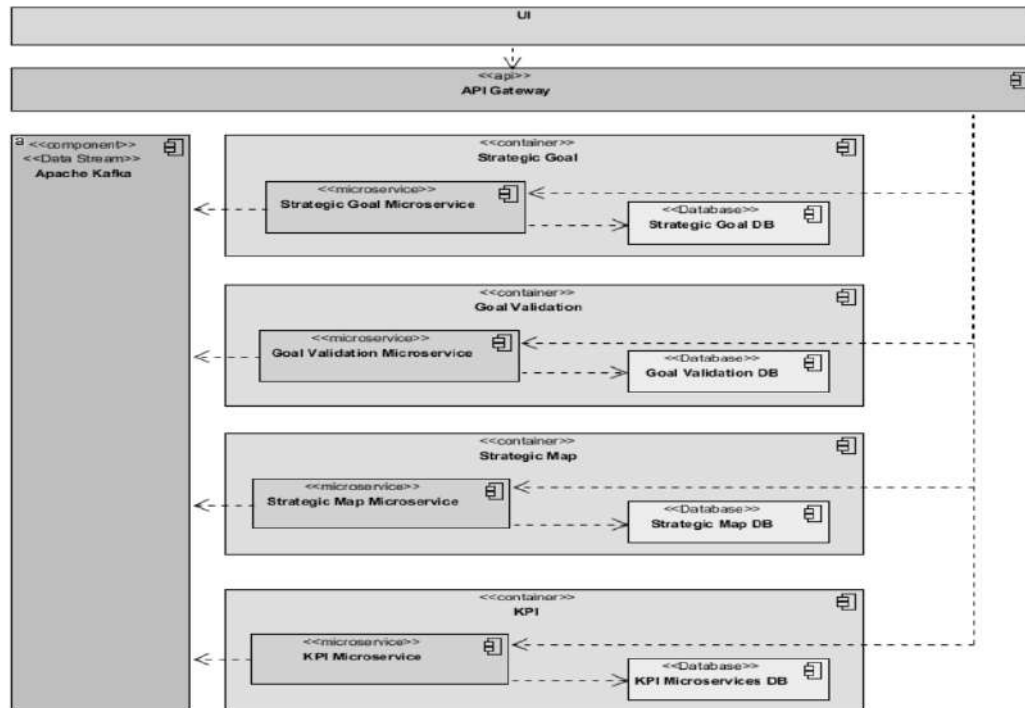 UI
<<api>>
API Gateway
a
<<component>>
<<Data Stream>>
Apache Kafka
<<container>>
Strategic Goal
<<microservice>>
Strategic Goal Microservice
<<Database>>
Strategic Goal DB
<<container>>
Goal Validation
<<microservice>>
Goal Validation Microservice
<<Database>>
Goal Validation DB
<<container>>
Strategic Map
<<microservice>>
Strategic Map Microservice
<<Database>>
Strategic Map DB
<<container>>
KPI
<<microservice>>
KPI Microservice
<<Database>>
KPI Microservices DB